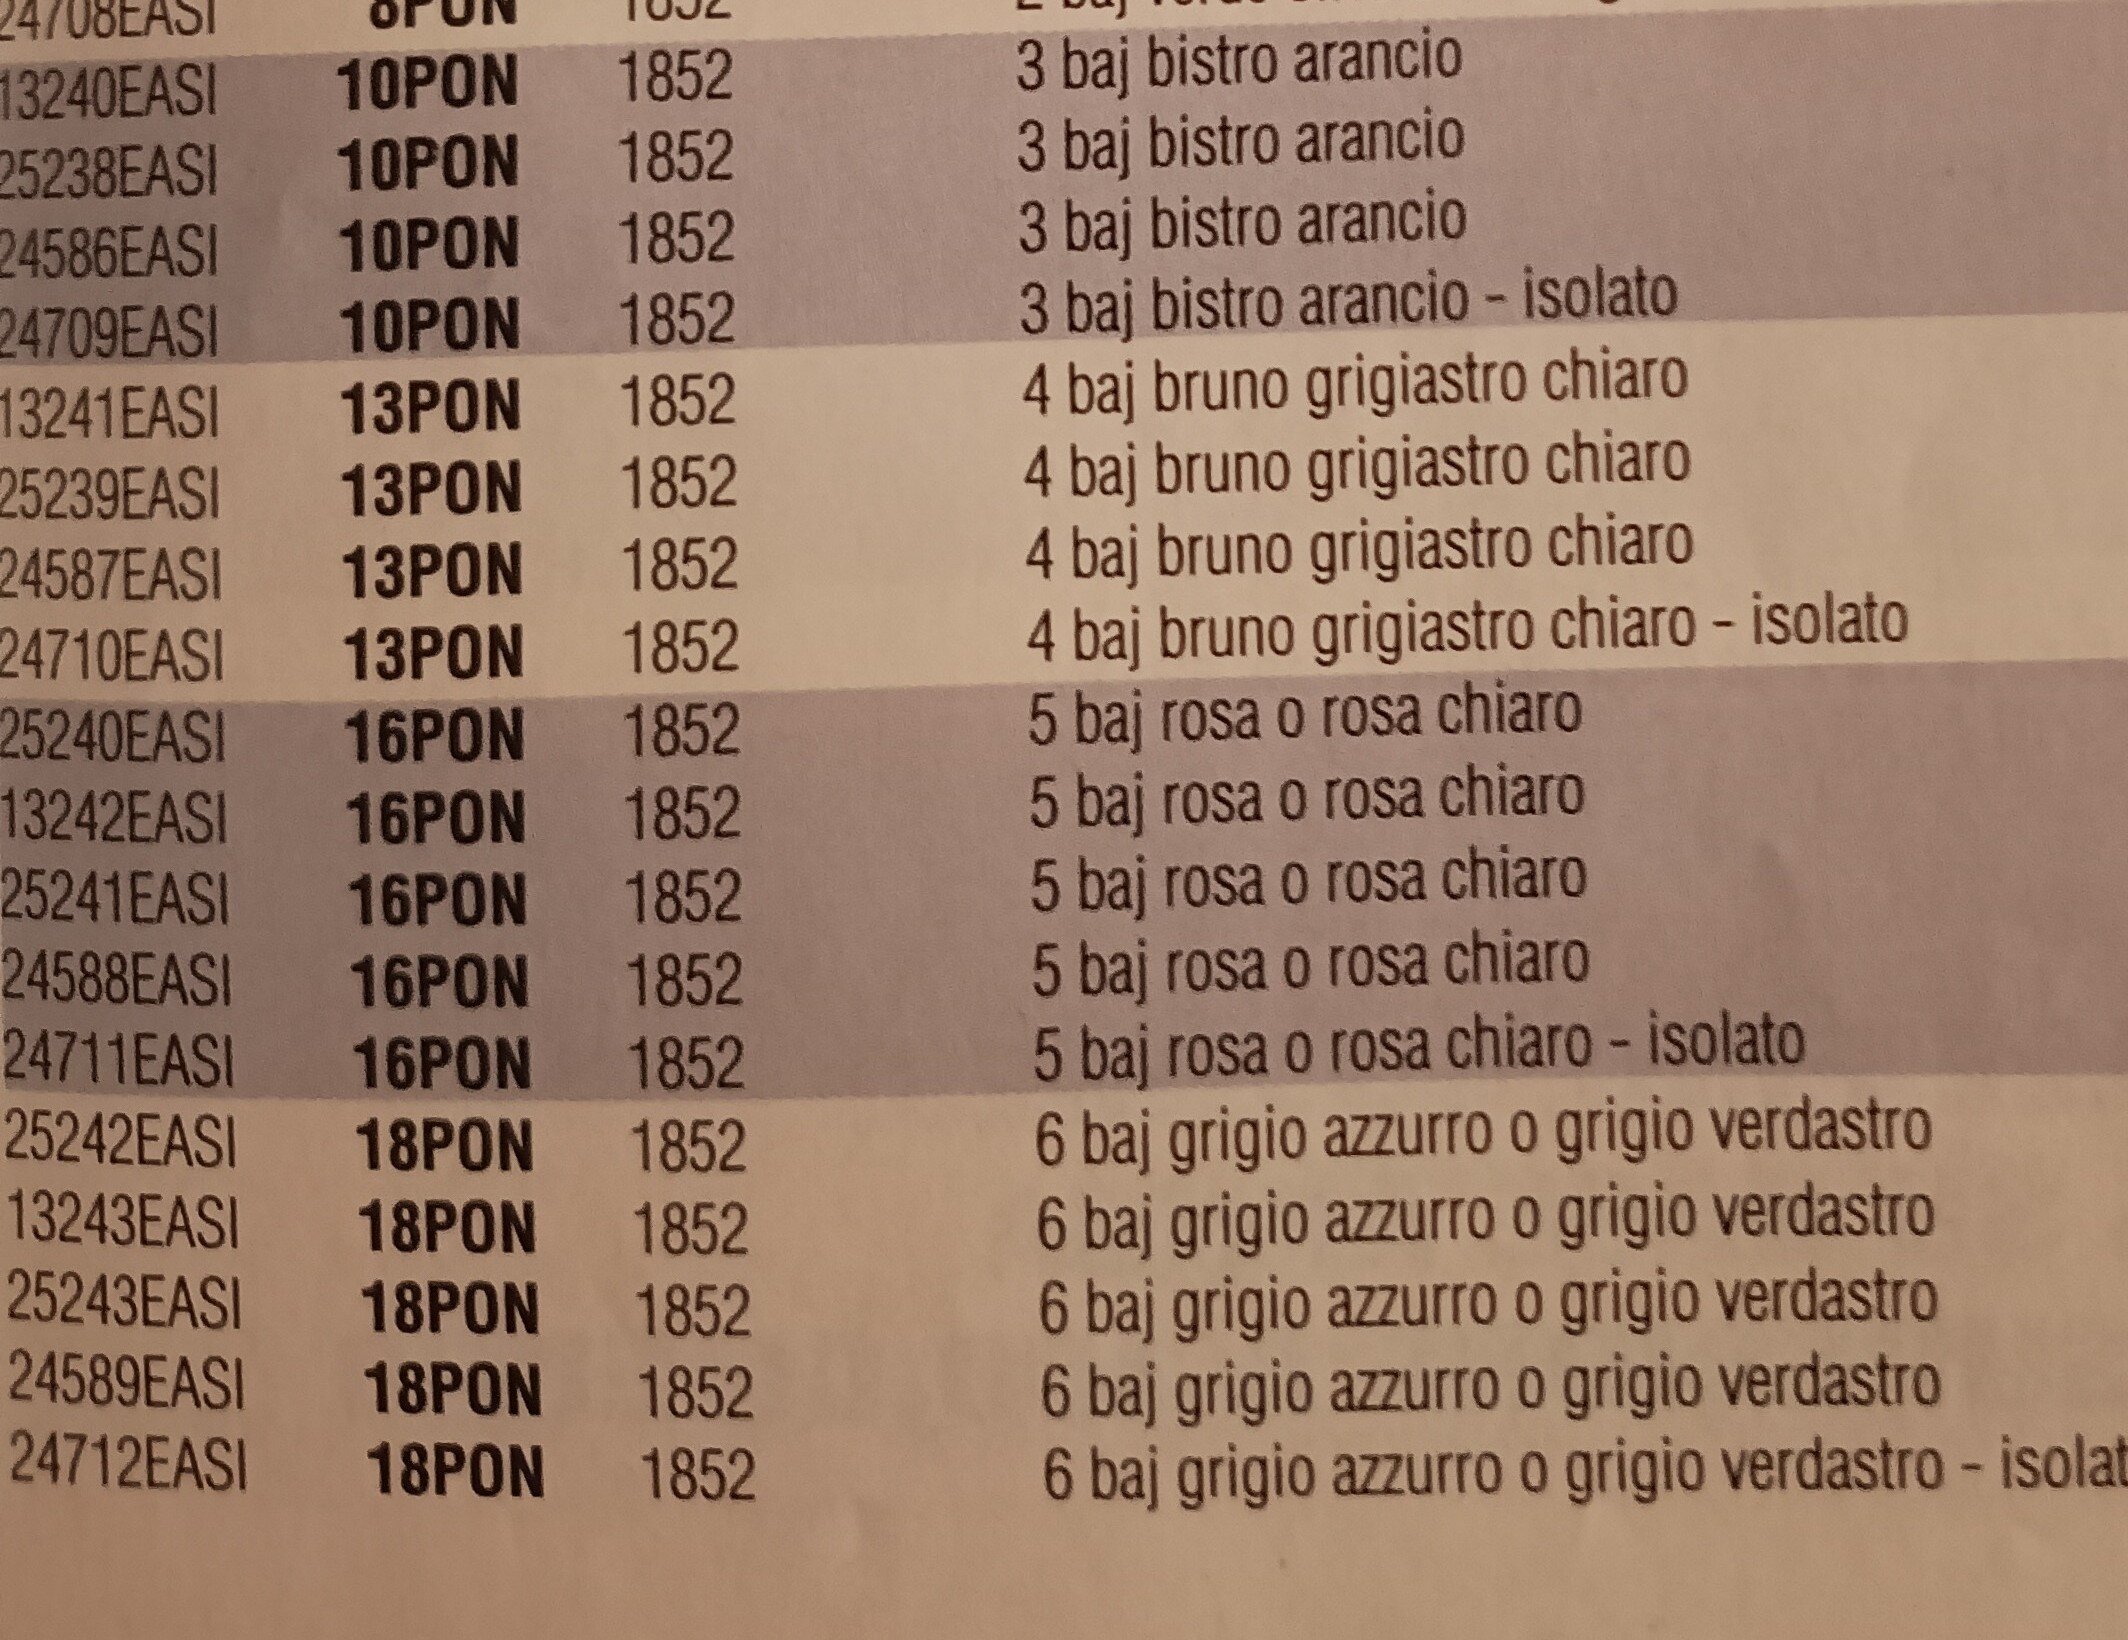 24708EASI 8PON 1852 2 baj
13240EASI 10PON 1852 3 baj bistro arancio
25238EASI 10PON 1852 3 baj bistro arancio
24586EASI 10PON 1852 3 baj bistro arancio
24709EASI 10PON 1852 3 baj bistro arancio - isolato
13241EASI 13PON 1852 4 baj bruno grigiastro chiaro
25239EASI 13PON 1852 4 baj bruno grigiastro chiaro
24587EASI 13PON 1852 4 baj bruno grigiastro chiaro
24710EASI 13PON 1852 4 baj bruno grigiastro chiaro - isolato
25240EASI 16PON 1852 5 baj rosa o rosa chiaro
13242EASI 16PON 1852 5 baj rosa o rosa chiaro
25241EASI 16PON 1852 5 baj rosa o rosa chiaro
24588EASI 16PON 1852 5 baj rosa o rosa chiaro
24711EASI 16PON 1852 5 baj rosa o rosa chiaro - isolato
25242EASI 18PON 1852 6 baj grigio azzurro o grigio verdastro
13243EASI 18PON 1852 6 baj grigio azzurro o grigio verdastro
25243EASI 18PON 1852 6 baj grigio azzurro o grigio verdastro
24589EASI 18PON 1852 6 baj grigio azzurro o grigio verdastro
24712EASI 18PON 1852 6 baj grigio azzurro o grigio verdastro - isolat